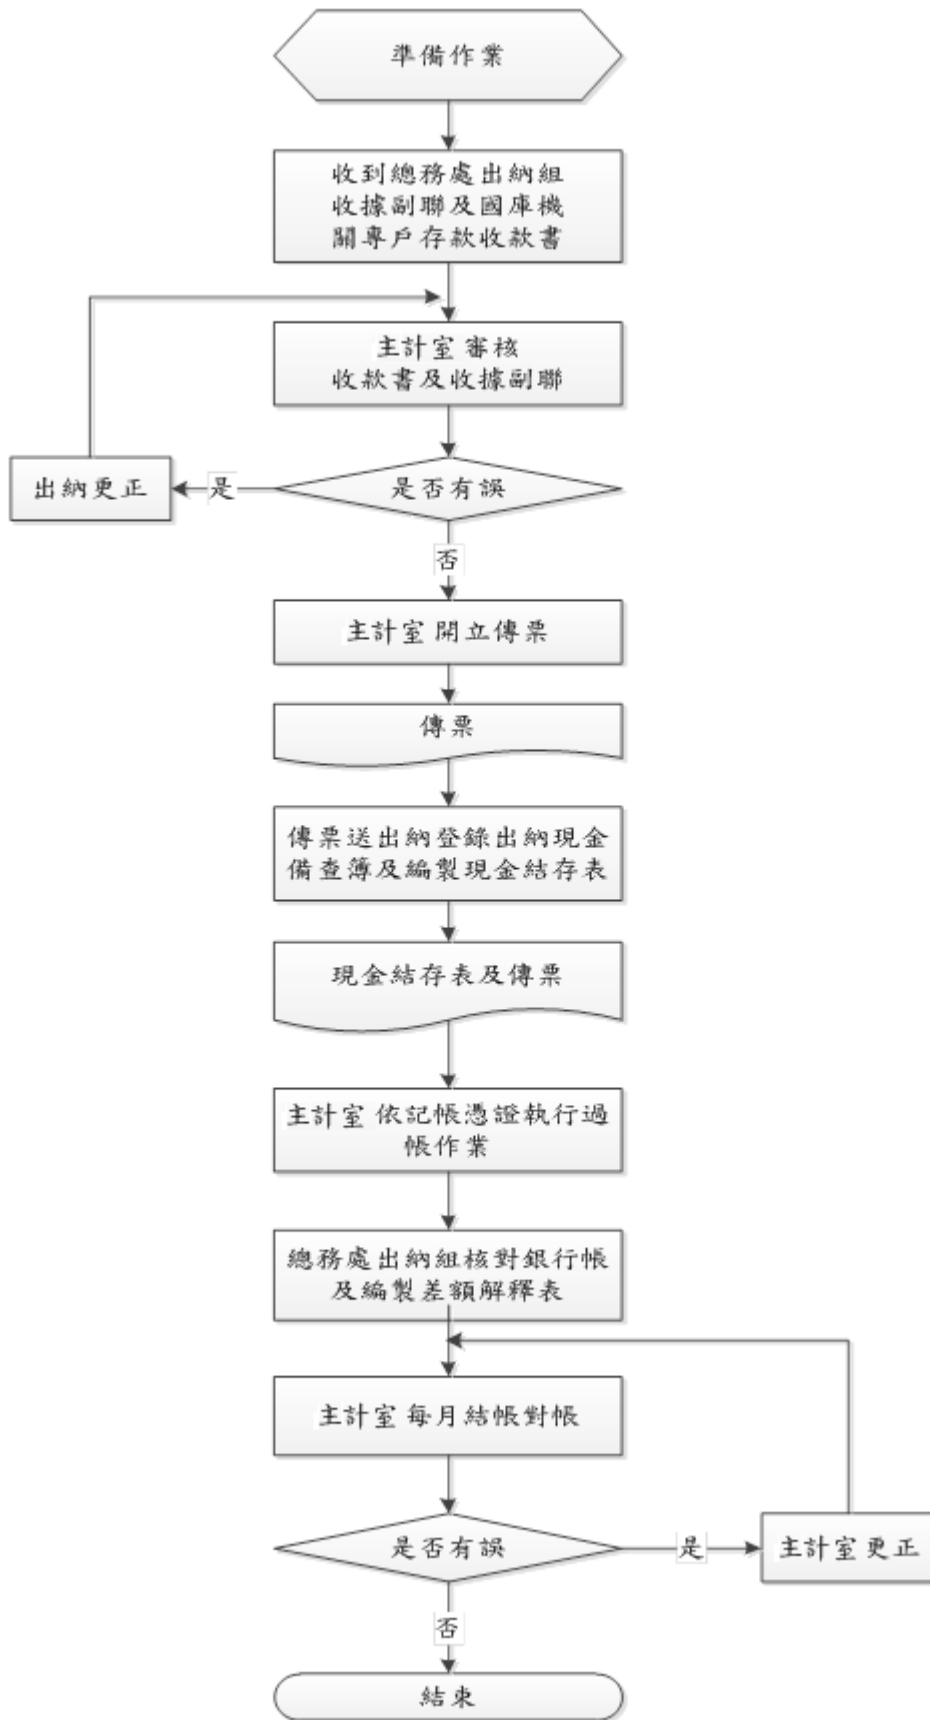 準備作業
收到總務處出納組
收據副聯及國庫機
關專戶存款收款書
主計室 審核
收款書及收據副聯
出納更正
是
是否有誤
否
主計室 開立傳票
傳票
傳票送出納登錄出納現金
備查簿及編製現金結存表
現金結存表及傳票
主計室 依記帳憑證執行過
帳作業
總務處出納組核對銀行帳
及編製差額解釋表
主計室 每月結帳對帳
是否有誤
是
主計室 更正
否
結束